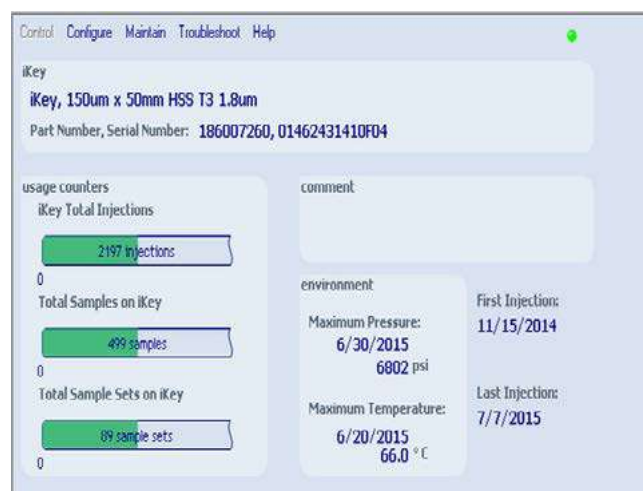 Control Configure Maintain Troubleshoot Help
iKey
iKey, 150um x 50mm HSS T3 1.8um
Part Number, Serial Number: 186007260, 01462431410F04
usage counters
iKey Total Injections
2197 injections
0
Total Samples on iKey
499 samples
0
Total Sample Sets on iKey
89 sample sets
0
comment
environment
Maximum Pressure:
6/30/2015
6802 psi
Maximum Temperature:
6/20/2015
66.0 °C
First Injection:
11/15/2014
Last Injection:
7/7/2015